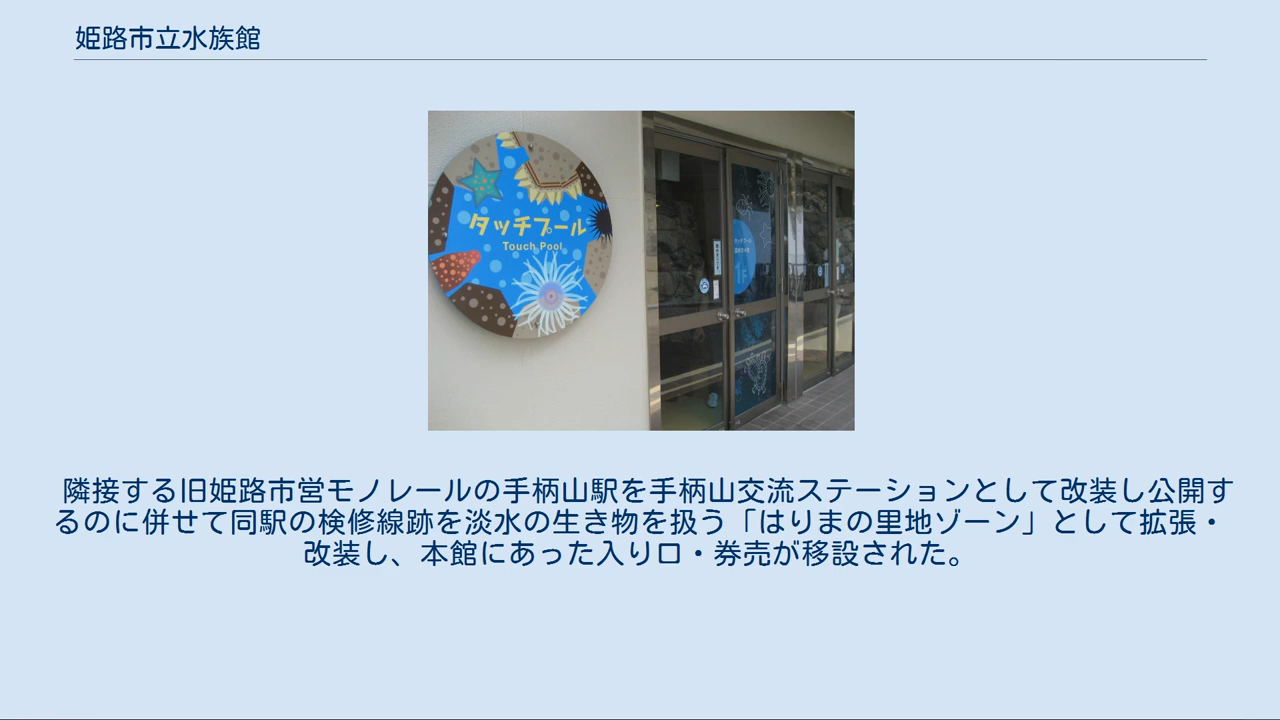 姫路市立水族館
タッチプール
Touch Pool
1F
隣接する旧姫路市営モノレールの手柄山駅を手柄山交流ステーションとして改装し公開す
るのに併せて同駅の検修線跡を淡水の生き物を扱う「はりまの里地ゾーン」として拡張・
改装し、本館にあった入り口・券売が移設された。